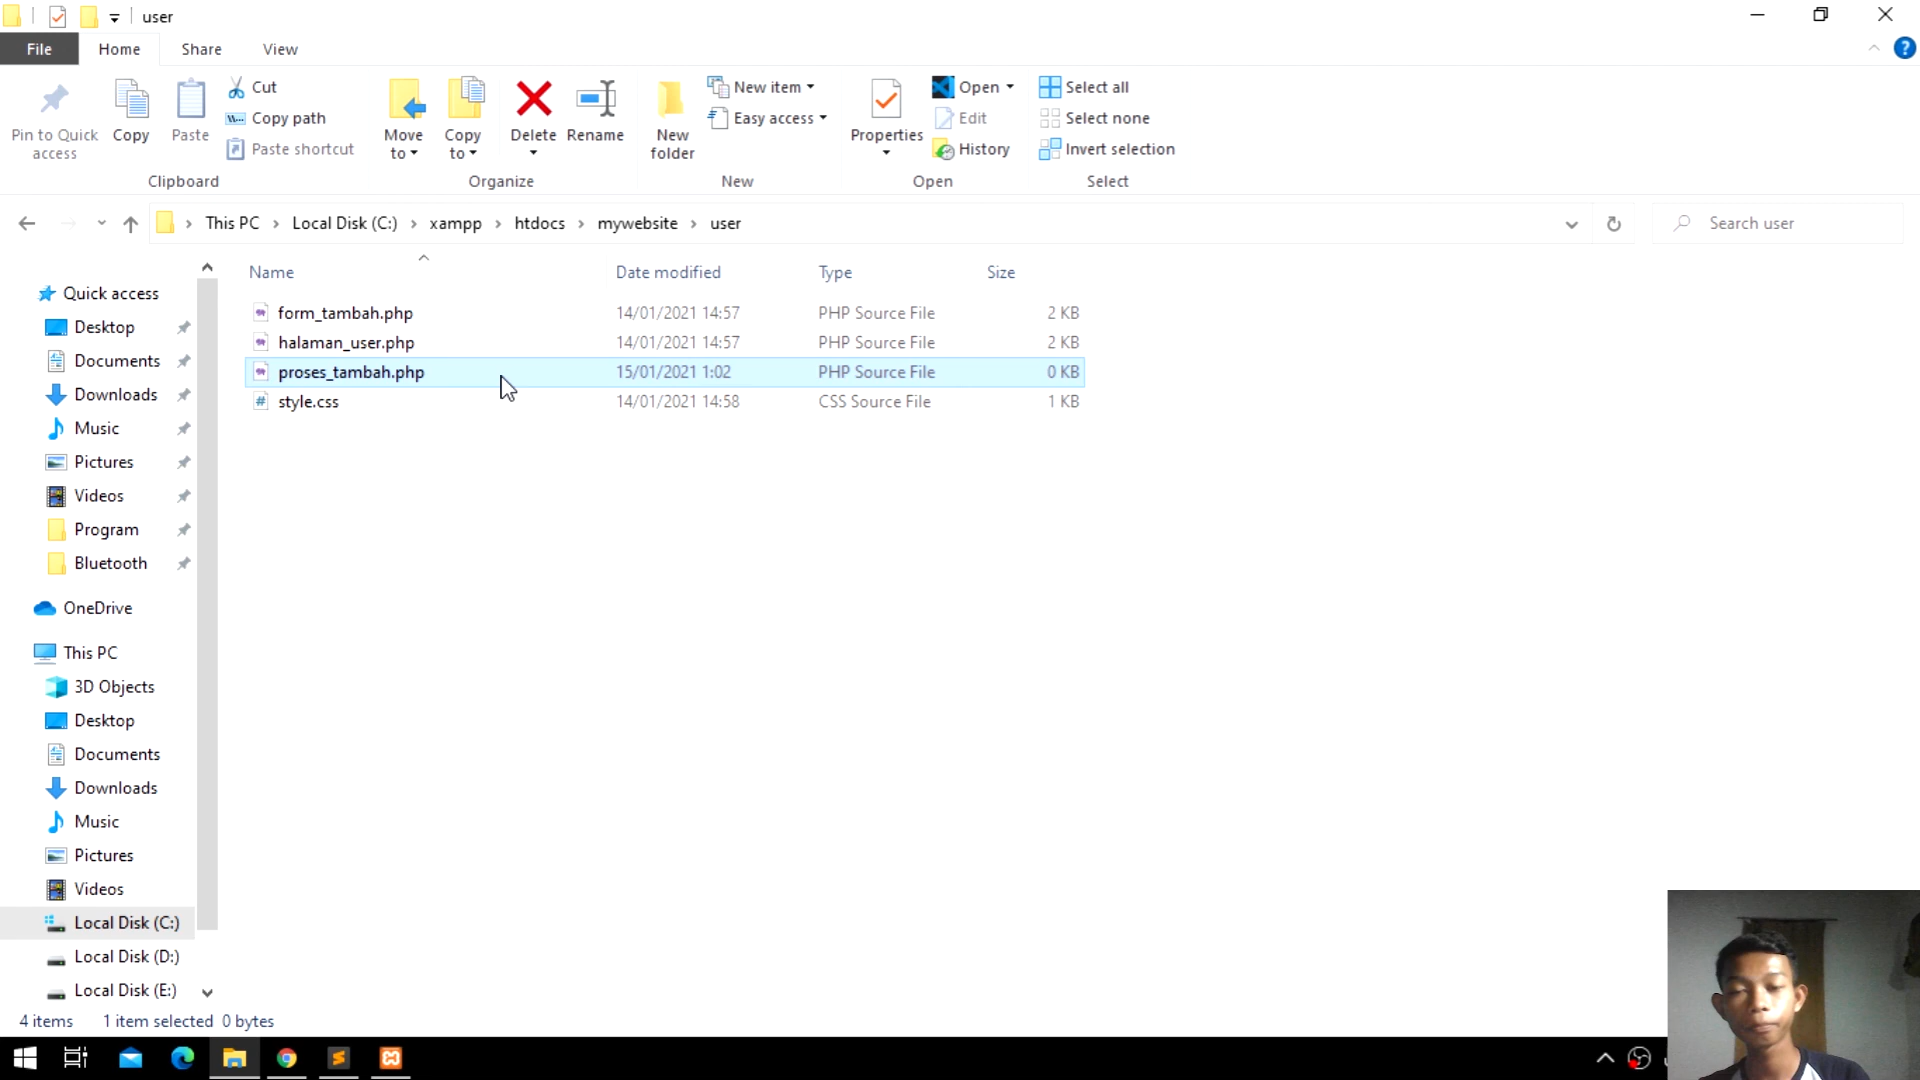 user
File Home Share View
Pin to Quick access
Copy
Paste
Cut
Copy path
Paste shortcut
Clipboard
Move to
Copy to
Delete
Rename
Organize
New folder
New item
Easy access
New
Properties
Open
Edit
History
Open
Select all
Select none
Invert selection
Select
This PC Local Disk (C:) xampp htdocs mywebsite user
Search user
Name Date modified Type Size
form_tambah.php 14/01/2021 14:57 PHP Source File 2 KB
halaman_user.php 14/01/2021 14:57 PHP Source File 2 KB
proses_tambah.php 15/01/2021 1:02 PHP Source File 0 KB
style.css 14/01/2021 14:58 CSS Source File 1 KB
Quick access
Desktop
Documents
Downloads
Music
Pictures
Videos
Program
Bluetooth
OneDrive
This PC
3D Objects
Desktop
Documents
Downloads
Music
Pictures
Videos
Local Disk (C:)
Local Disk (D:)
Local Disk (E:)
4 items 1 item selected 0 bytes